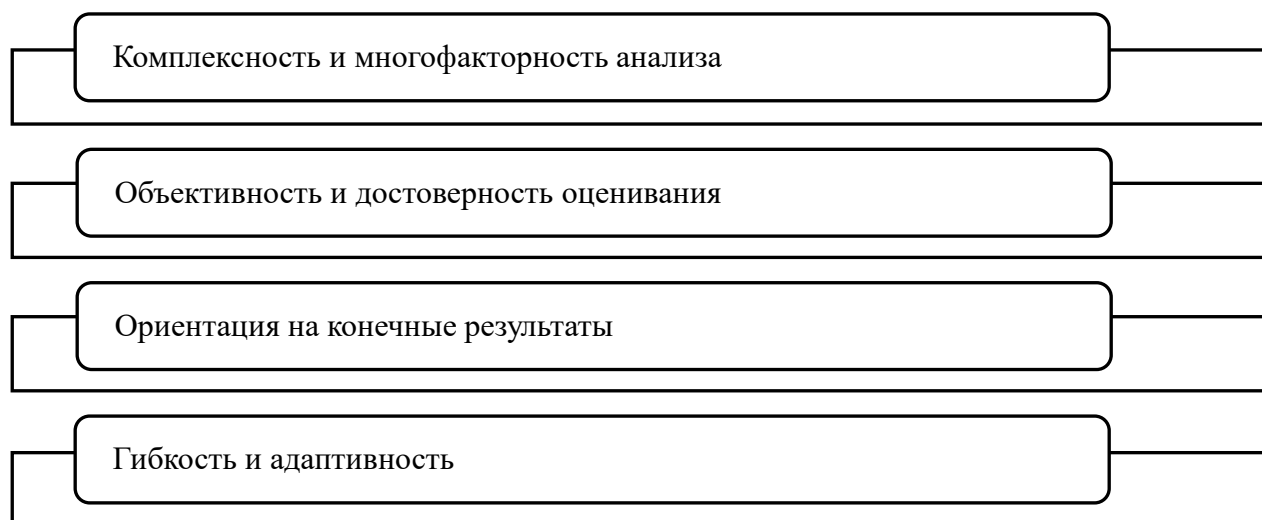 Комплексность и многофакторность анализа
Объективность и достоверность оценивания
Ориентация на конечные результаты
Гибкость и адаптивность